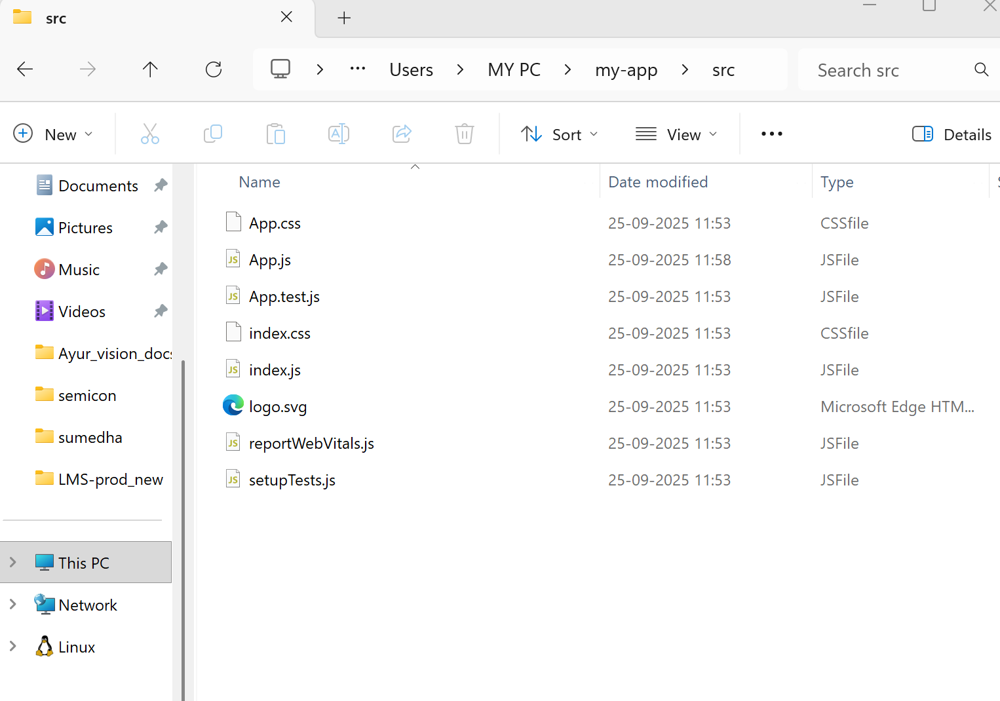 src
Users > MY PC > my-app > src
Search src
New
Sort
View
Details
Name
Date modified
Type
Documents
Pictures
Music
Videos
Ayur_vision_docs
semicon
sumedha
LMS-prod_new
This PC
Network
Linux
App.css 25-09-2025 11:53 CSSfile
App.js 25-09-2025 11:58 JSFile
App.test.js 25-09-2025 11:53 JSFile
index.css 25-09-2025 11:53 CSSfile
index.js 25-09-2025 11:53 JSFile
logo.svg 25-09-2025 11:53 Microsoft Edge HTM...
reportWebVitals.js 25-09-2025 11:53 JSFile
setupTests.js 25-09-2025 11:53 JSFile